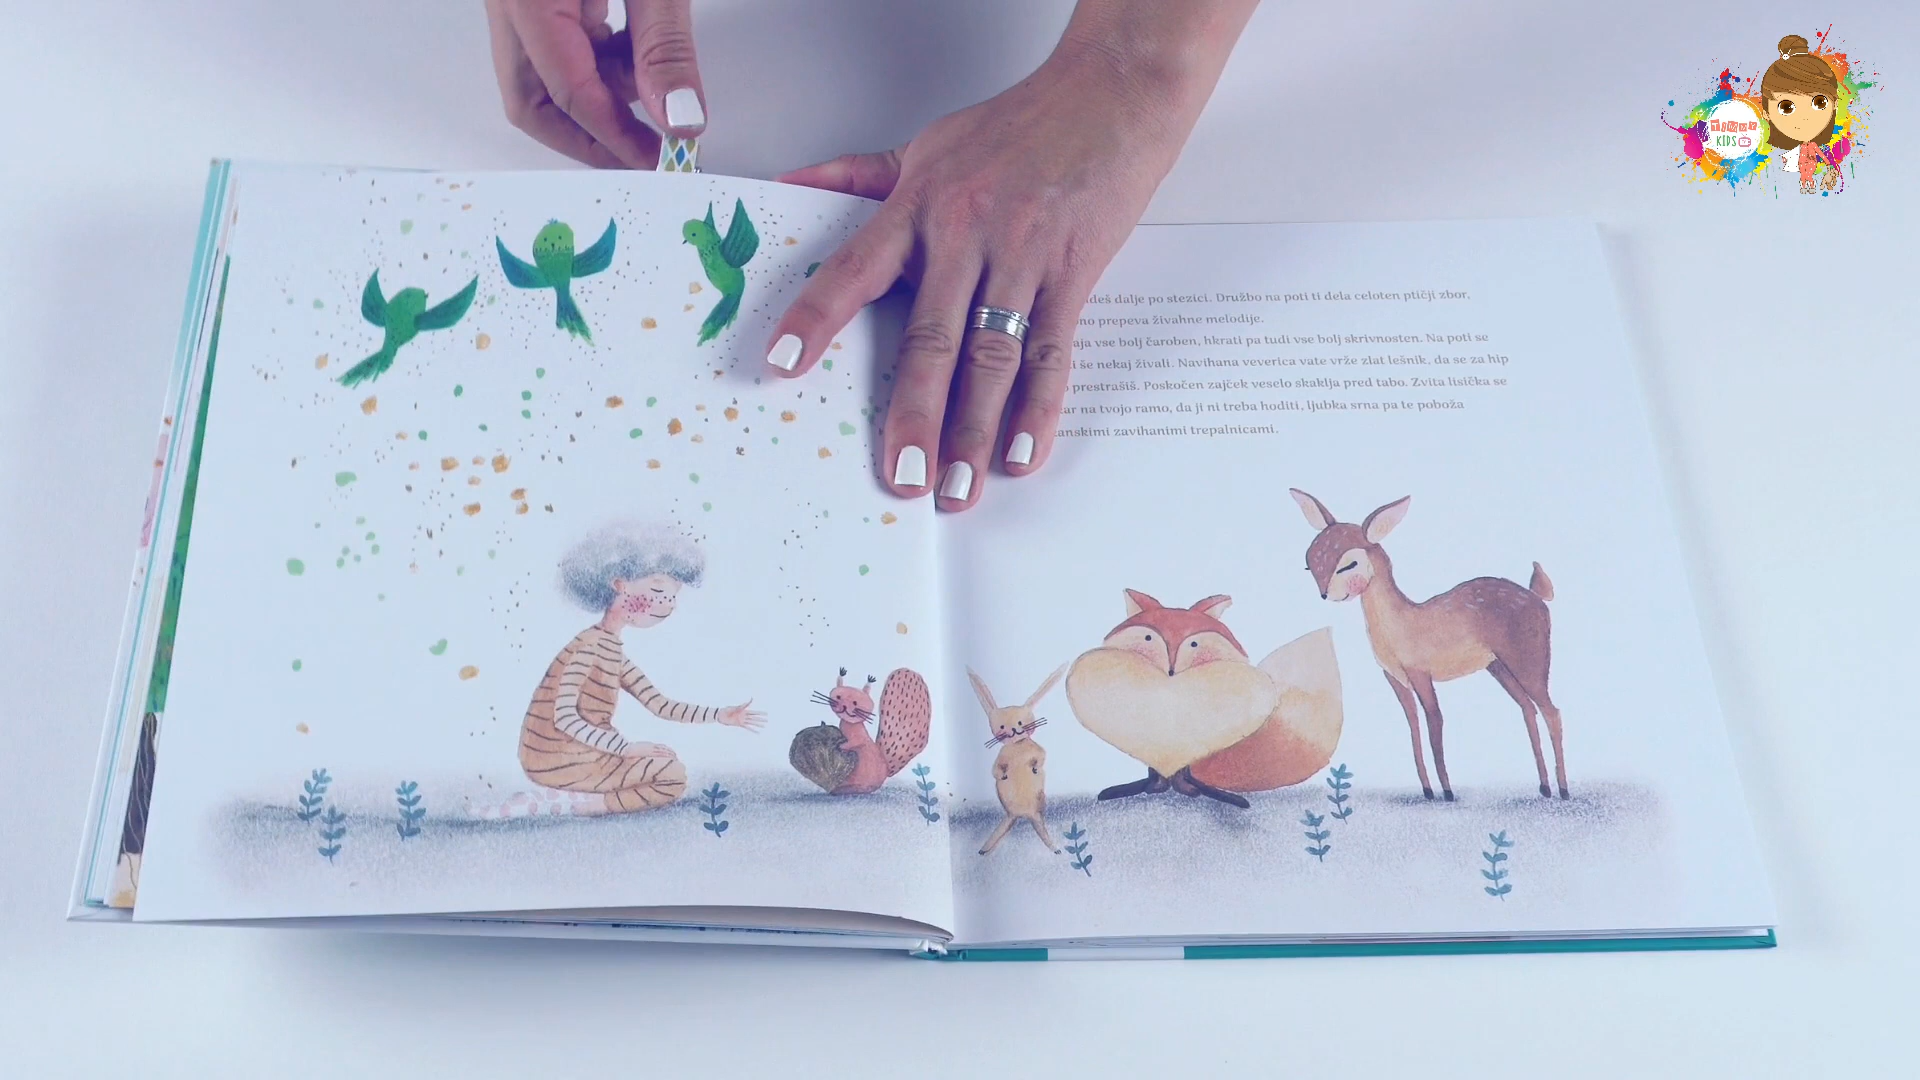 TIMMY
KIDS
deš dalje po stezici. Družbo na poti ti dela celoten ptičji zbor,
no prepeva živahne melodije.
aja vse bolj čaroben, hkrati pa tudi vse bolj skrivnosten. Na poti se
i še nekaj živali. Navihana veverica vate vrže zlat lešnik, da se za hip
prestrašiš. Poskočen zajček veselo skaklja pred tabo. Zvita lisička se
ar na tvojo ramo, da ji ni treba hoditi, ljubka srna pa te poboža
anskimi zavihanimi trepalnicami.